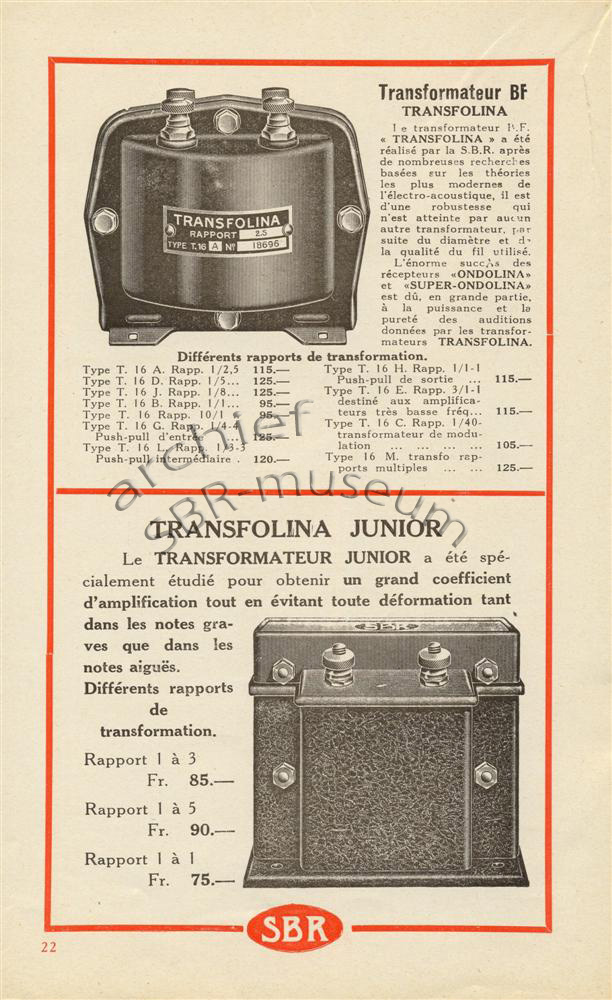 Transformateur BF
TRANSFOLINA
Le transformateur B.F.
« TRANSFOLINA » a été
réalisé par la S.B.R. après
de nombreuses recherches
basées sur les théories
les plus modernes de
l'électro-acoustique, il est
d'une robustesse qui
n'est atteinte par aucun
autre transformateur, par
suite du diamètre et de
la qualité du fil utilisé.
L'énorme succès des
récepteurs «ONDOLINA»
et «SUPER-ONDOLINA»
est dû, en grande partie,
à la puissance et la
pureté des auditions
données par les transfor-
mateurs TRANSFOLINA.
TRANSFOLINA
RAPPORT 2.5
TYPE T.16 A No 18696
Différents rapports de transformation.
Type T. 16 A. Rapp. 1/2,5 115.—
Type T. 16 D. Rapp. 1/5... 125.—
Type T. 16 J. Rapp. 1/8... 125.—
Type T. 16 B. Rapp. 1/1... 95.—
Type T. 16 Rapp. 10/1 95.—
Type T. 16 G. Rapp. 1/4-4
Push-pull d'entrée ... 125.—
Type T. 16 L. Rapp. 1/3-3
Push-pull intermédiaire . 120.—
Type T. 16 H. Rapp. 1/1-1
Push-pull de sortie ... 115.—
Type T. 16 E. Rapp. 3/1-1
destiné aux amplifica-
teurs très basse fréq... 115.—
Type T. 16 C. Rapp. 1/40-
transformateur de modu-
lation ... ... ... ... 105.—
Type 16 M. transfo rap-
ports multiples ... ... 125.—
archief
SBR-museum
TRANSFOLINA JUNIOR
Le TRANSFORMATEUR JUNIOR a été spé-
cialement étudié pour obtenir un grand coefficient
d'amplification tout en évitant toute déformation tant
dans les notes gra-
ves que dans les
notes aiguës.
Différents rapports
de
transformation.
Rapport 1 à 3
Fr. 85.—
Rapport 1 à 5
Fr. 90.—
Rapport 1 à 1
Fr. 75.—
SBR
SBR
22